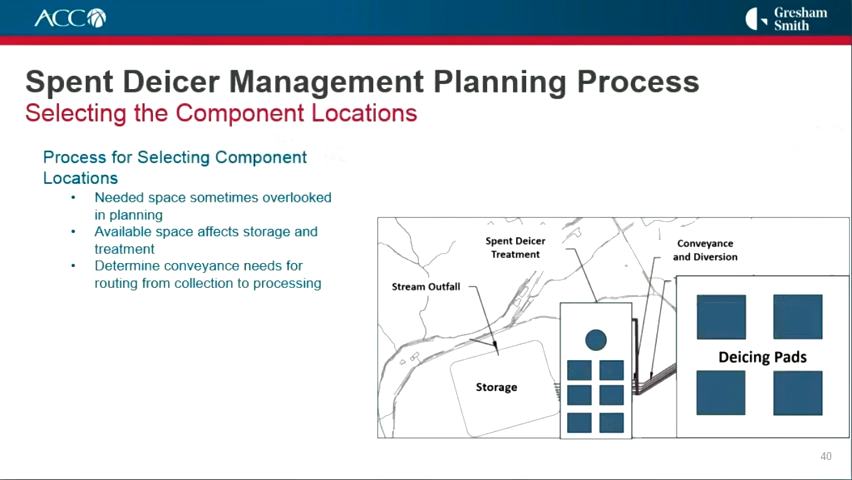 ACC
Gresham
Smith
Spent Deicer Management Planning Process
Selecting the Component Locations
Process for Selecting Component
Locations
• Needed space sometimes overlooked
in planning
• Available space affects storage and
treatment
• Determine conveyance needs for
routing from collection to processing
Spent Deicer
Treatment
Conveyance
and Diversion
Stream Outfall
Deicing Pads
Storage
40